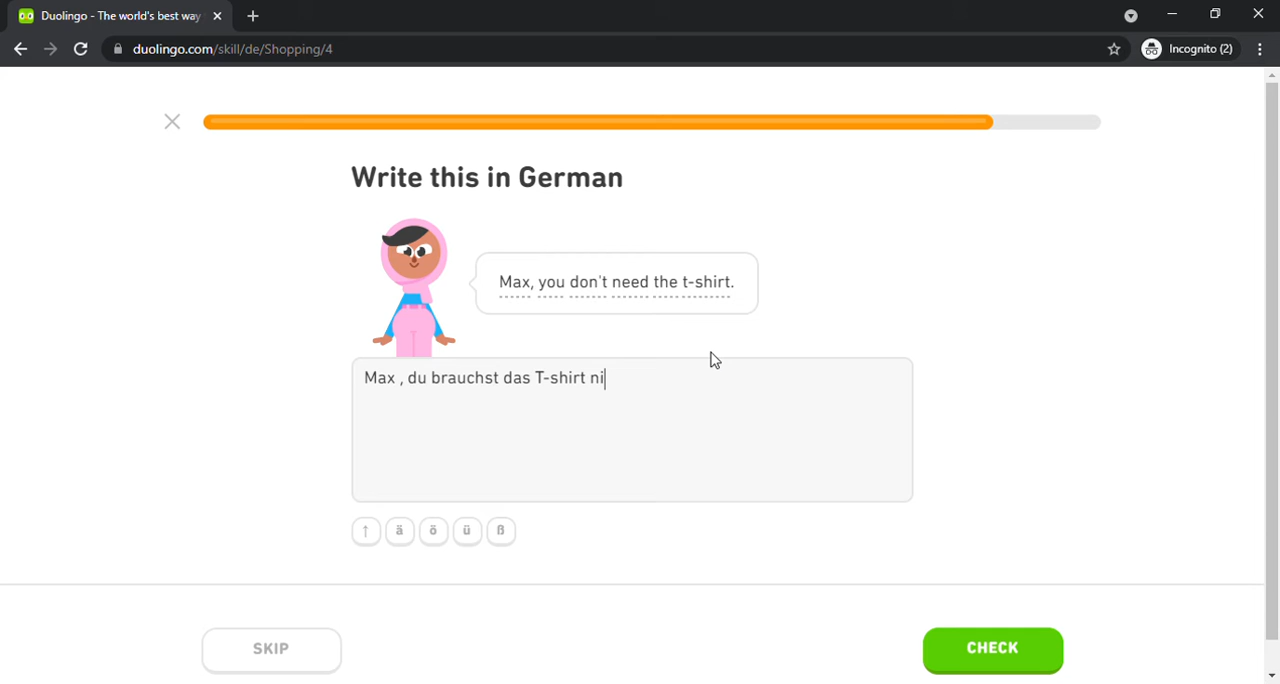 Duolingo - The world's best way
duolingo.com/skill/de/Shopping/4
Incognito (2)
Write this in German
Max, you don't need the t-shirt.
Max , du brauchst das T-shirt ni
↑ ä ö ü ß
SKIP
CHECK